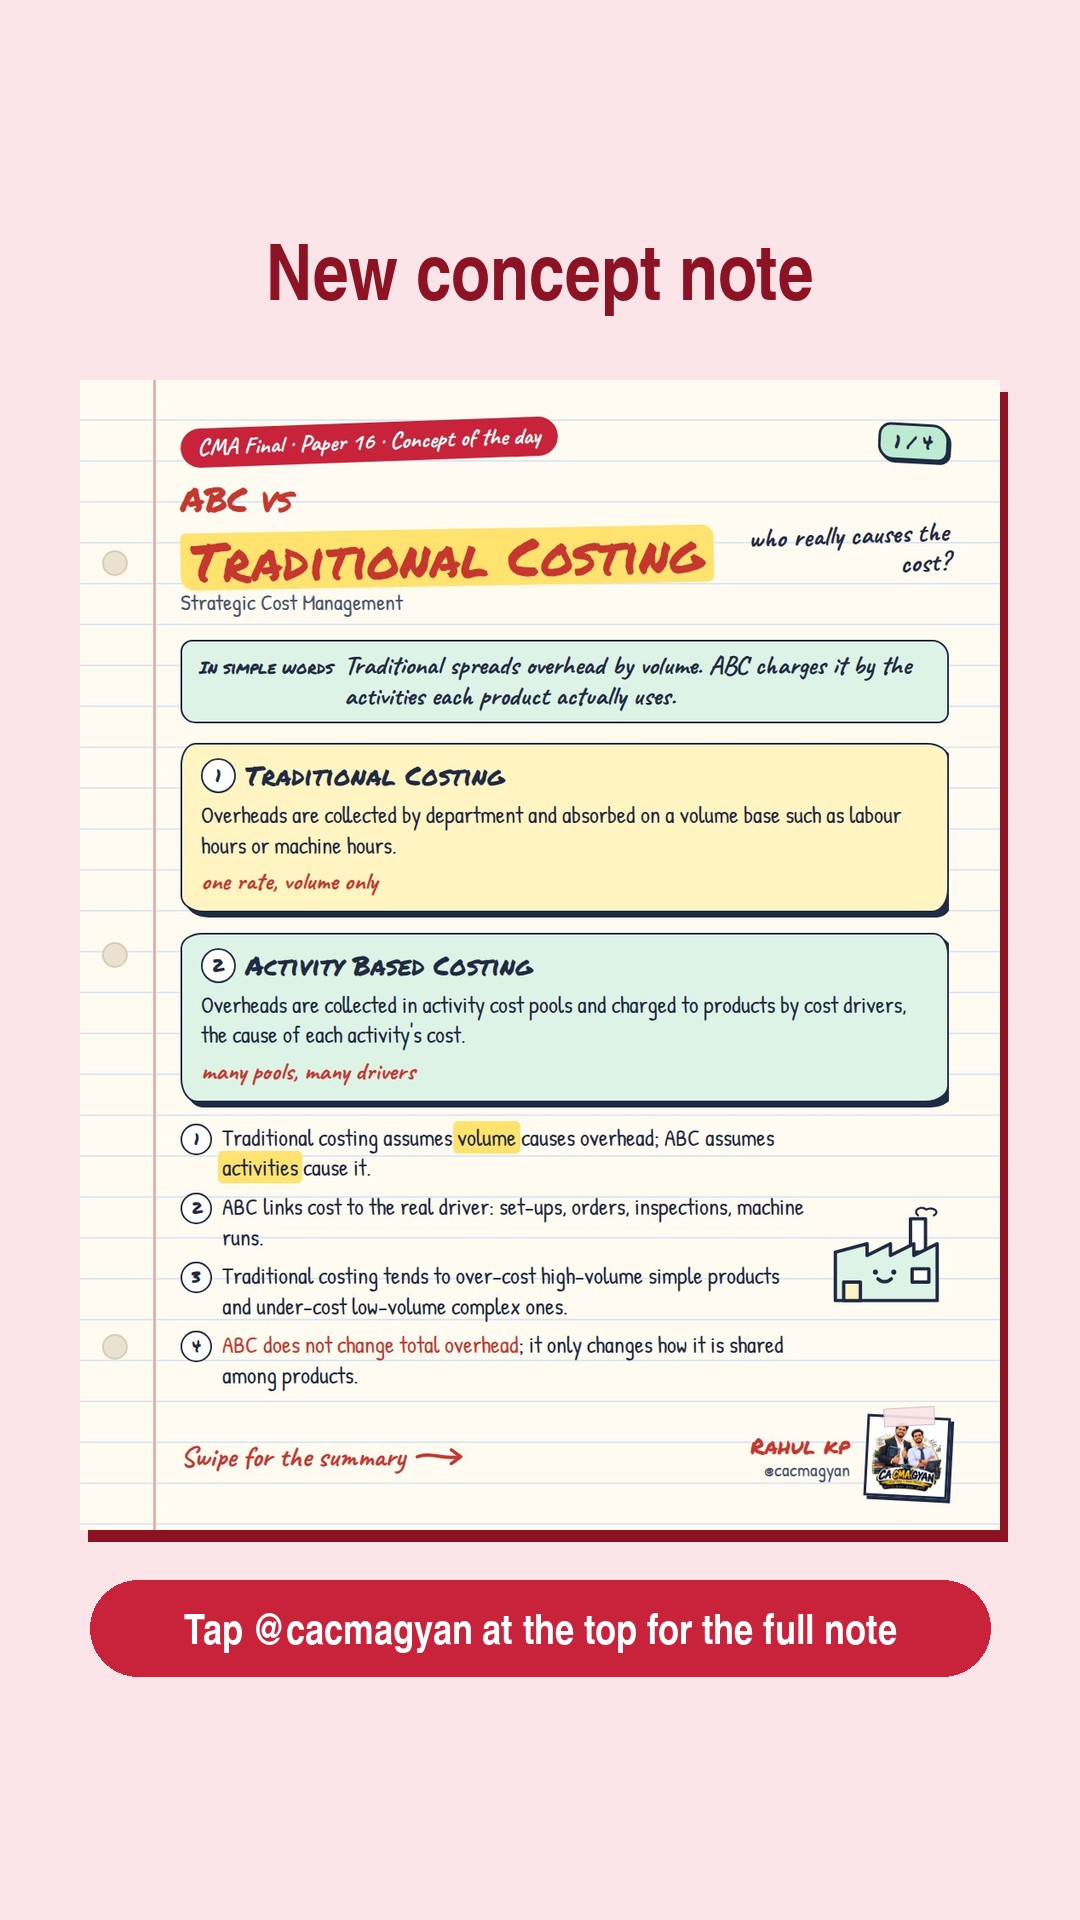 New concept note
CMA Final · Paper 16 · Concept of the day
1 / 4
ABC vs
Traditional Costing
who really causes the
cost?
Strategic Cost Management
In simple words Traditional spreads overhead by volume. ABC charges it by the
activities each product actually uses.
1 Traditional Costing
Overheads are collected by department and absorbed on a volume base such as labour
hours or machine hours.
one rate, volume only
2 Activity Based Costing
Overheads are collected in activity cost pools and charged to products by cost drivers,
the cause of each activity's cost.
many pools, many drivers
1 Traditional costing assumes volume causes overhead; ABC assumes
activities cause it.
2 ABC links cost to the real driver: set-ups, orders, inspections, machine
runs.
3 Traditional costing tends to over-cost high-volume simple products
and under-cost low-volume complex ones.
4 ABC does not change total overhead; it only changes how it is shared
among products.
Swipe for the summary
Rahul KP
@cacmagyan
CACMAGYAN
Tap @cacmagyan at the top for the full note